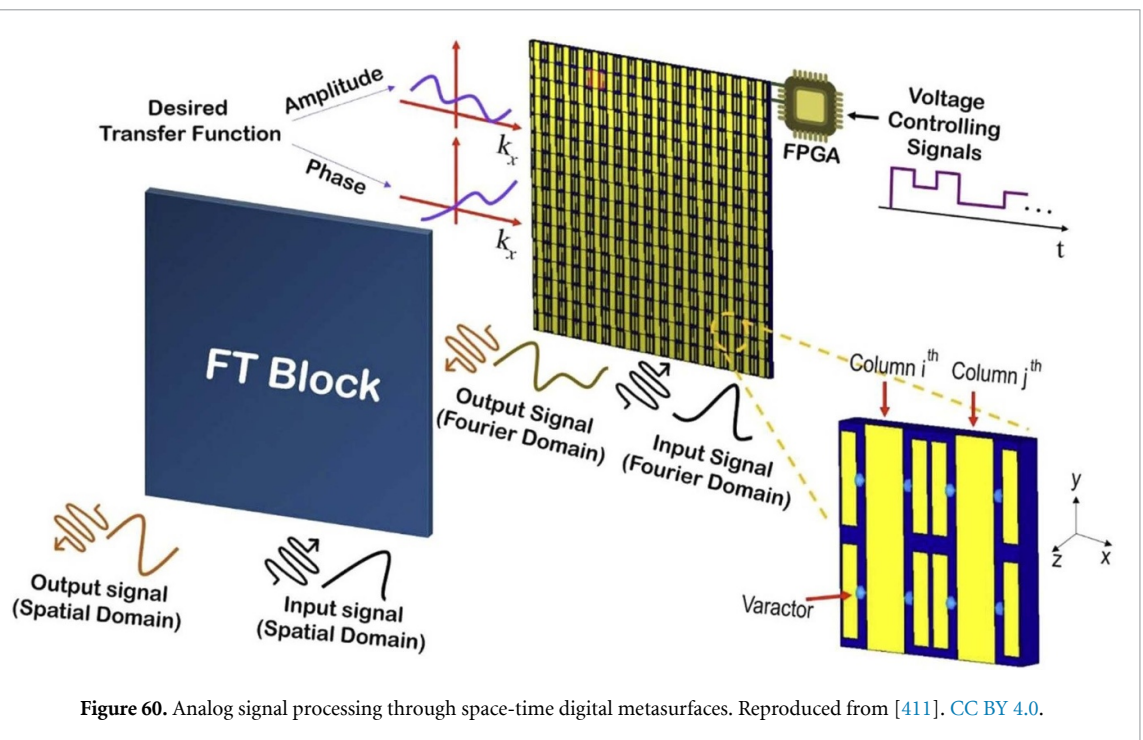 Desired
Transfer Function
Amplitude
Phase
k_x
k_x
FPGA
Voltage
Controlling
Signals
...
t
FT Block
Output Signal
(Fourier Domain)
Input Signal
(Fourier Domain)
Output signal
(Spatial Domain)
Input signal
(Spatial Domain)
Column i^th
Column j^th
Varactor
y
z
x
Figure 60. Analog signal processing through space-time digital metasurfaces. Reproduced from [411]. CC BY 4.0.